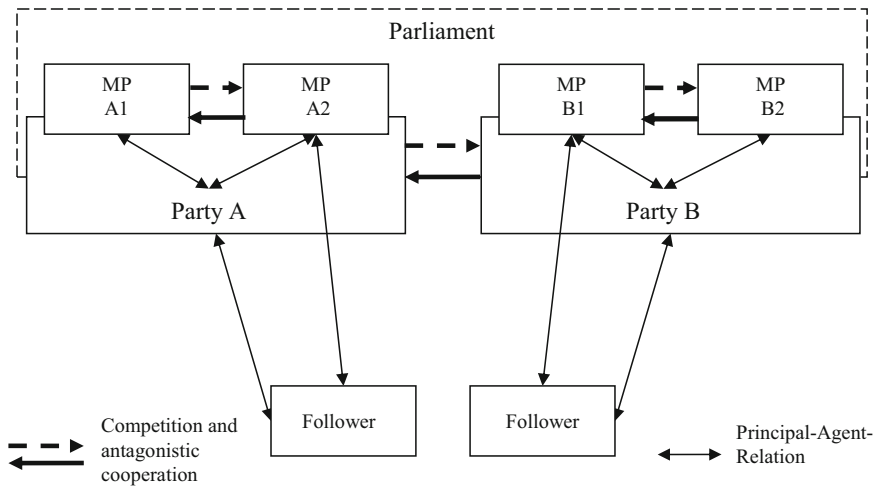 Parliament
MP
A1
MP
A2
MP
B1
MP
B2
Party A
Party B
Follower
Follower
Competition and
antagonistic
cooperation
Principal-Agent-
Relation